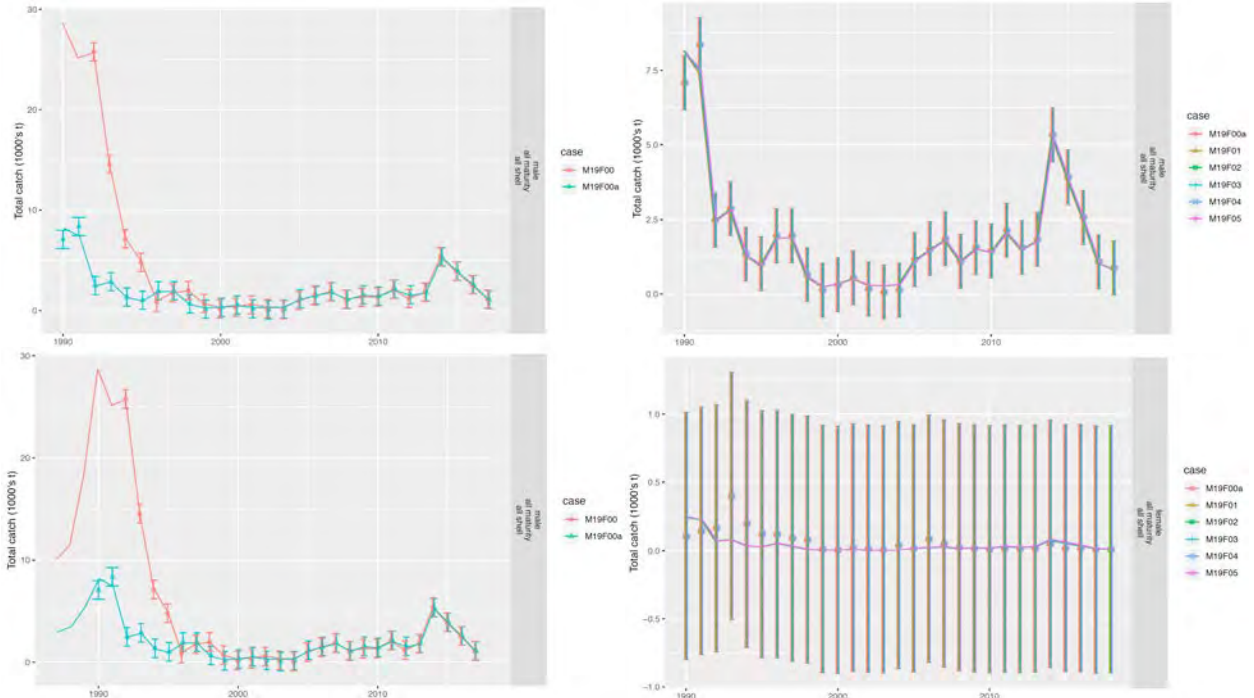 Total catch (1000's t)
30
20
10
0
1990
2000
2010
male
all maturity
all shell
case
M19F00
M19F00a
Total catch (1000's t)
7.5
5.0
2.5
0.0
1990
2000
2010
male
all maturity
all shell
case
M19F00a
M19F01
M19F02
M19F03
M19F04
M19F05
Total catch (1000's t)
30
20
10
0
1990
2000
2010
male
all maturity
all shell
case
M19F00
M19F00a
Total catch (1000's t)
1.0
0.5
0.0
-0.5
-1.0
1990
2000
2010
female
all maturity
all shell
case
M19F00a
M19F01
M19F02
M19F03
M19F04
M19F05